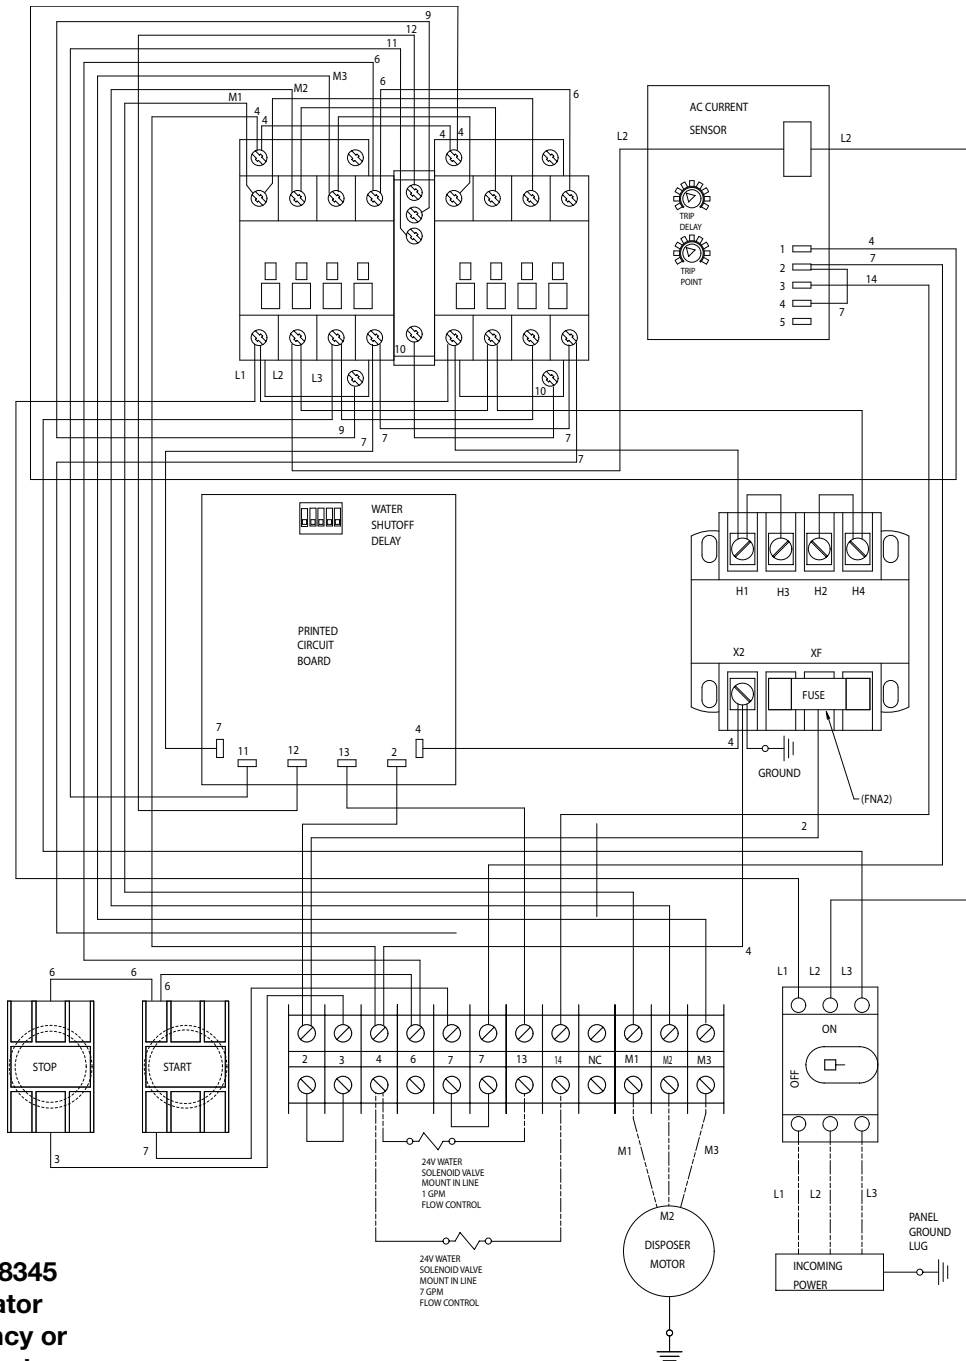 9
12
11
6
M3
6
M2
6
M1
4
4
4
4
AC CURRENT
SENSOR
L2
L2
TRIP
DELAY
TRIP
POINT
1
2
3
4
5
4
7
14
7
10
L1
L2
L3
10
9
7
7
7
7
WATER
SHUTOFF
DELAY
PRINTED
CIRCUIT
BOARD
H1
H3
H2
H4
X2
XF
FUSE
7
11
12
13
2
4
4
GROUND
(FNA2)
2
4
6
6
6
L1
L2
L3
ON
OFF
STOP
START
2
3
4
6
7
7
13
14
NC
M1
M2
M3
3
7
24V WATER
SOLENOID VALVE
MOUNT IN LINE
1 GPM
FLOW CONTROL
M1
M3
M2
DISPOSER
MOTOR
24V WATER
SOLENOID VALVE
MOUNT IN LINE
7 GPM
FLOW CONTROL
L1
L2
L3
INCOMING
POWER
PANEL
GROUND
LUG
8345
ator
ncy or